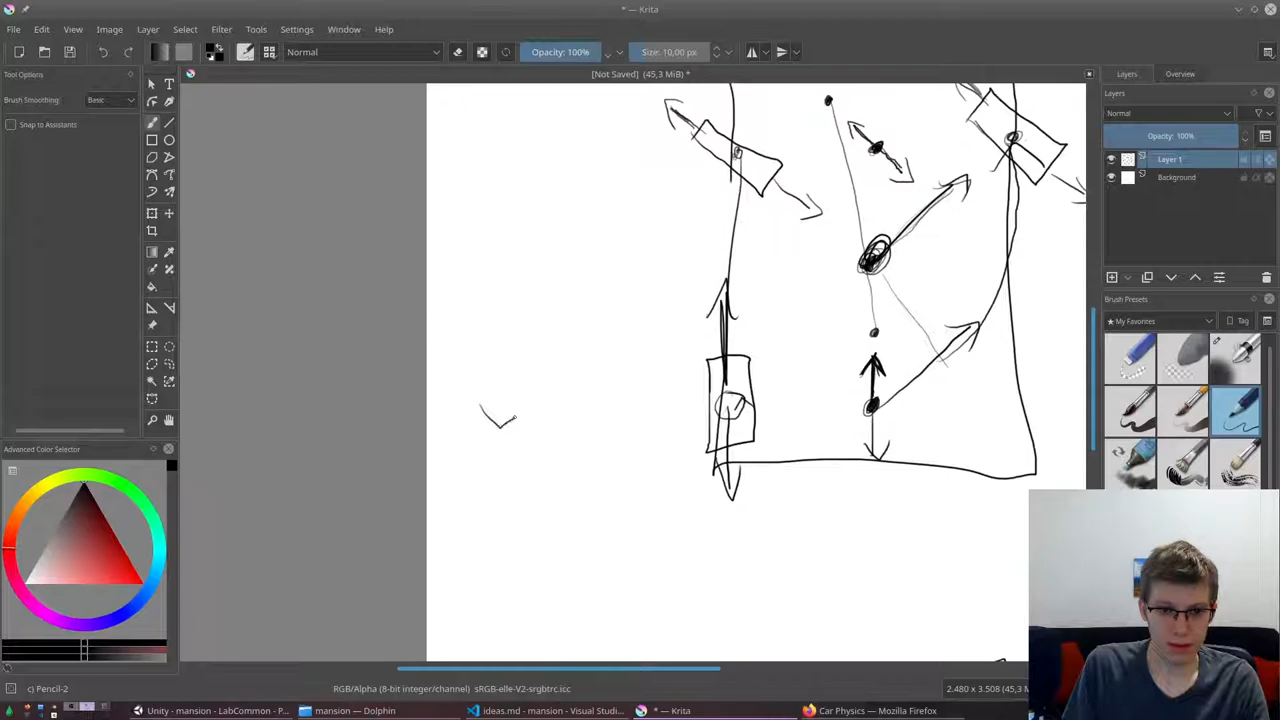 * — Krita
File Edit View Image Layer Select Filter Tools Settings Window Help
Normal Opacity: 100% Size: 10,00 px
[Not Saved] (45,3 MiB) *
Tool Options
Brush Smoothing: Basic
Snap to Assistants
Layers Overview
Layers
Normal
Opacity: 100%
Layer 1
Background
Brush Presets
★ My Favorites Tag
Advanced Color Selector
c) Pencil-2 RGB/Alpha (8-bit integer/channel) sRGB-elle-V2-srgbtrc.icc 2.480 x 3.508 (45,3 M
Unity - mansion - LabCommon - P... mansion — Dolphin ideas.md - mansion - Visual Studi... * — Krita Car Physics — Mozilla Firefox